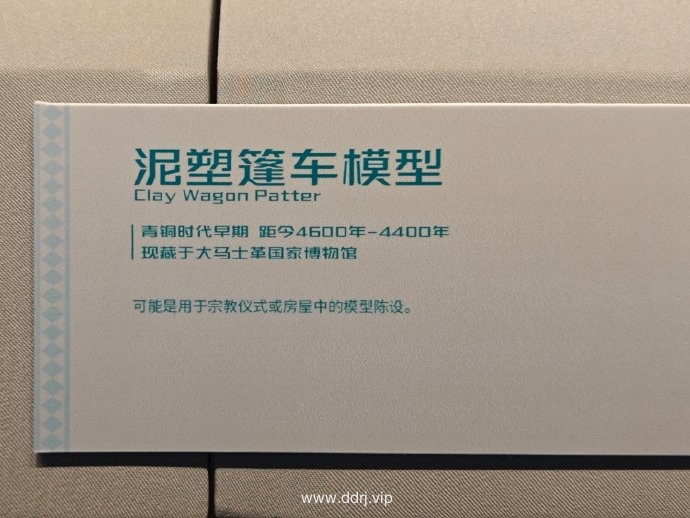 泥塑篷车模型
Clay Wagon Patter
青铜时代早期 距今4600年-4400年
现藏于大马士革国家博物馆
可能是用于宗教仪式或房屋中的模型陈设。
www.ddrj.vip